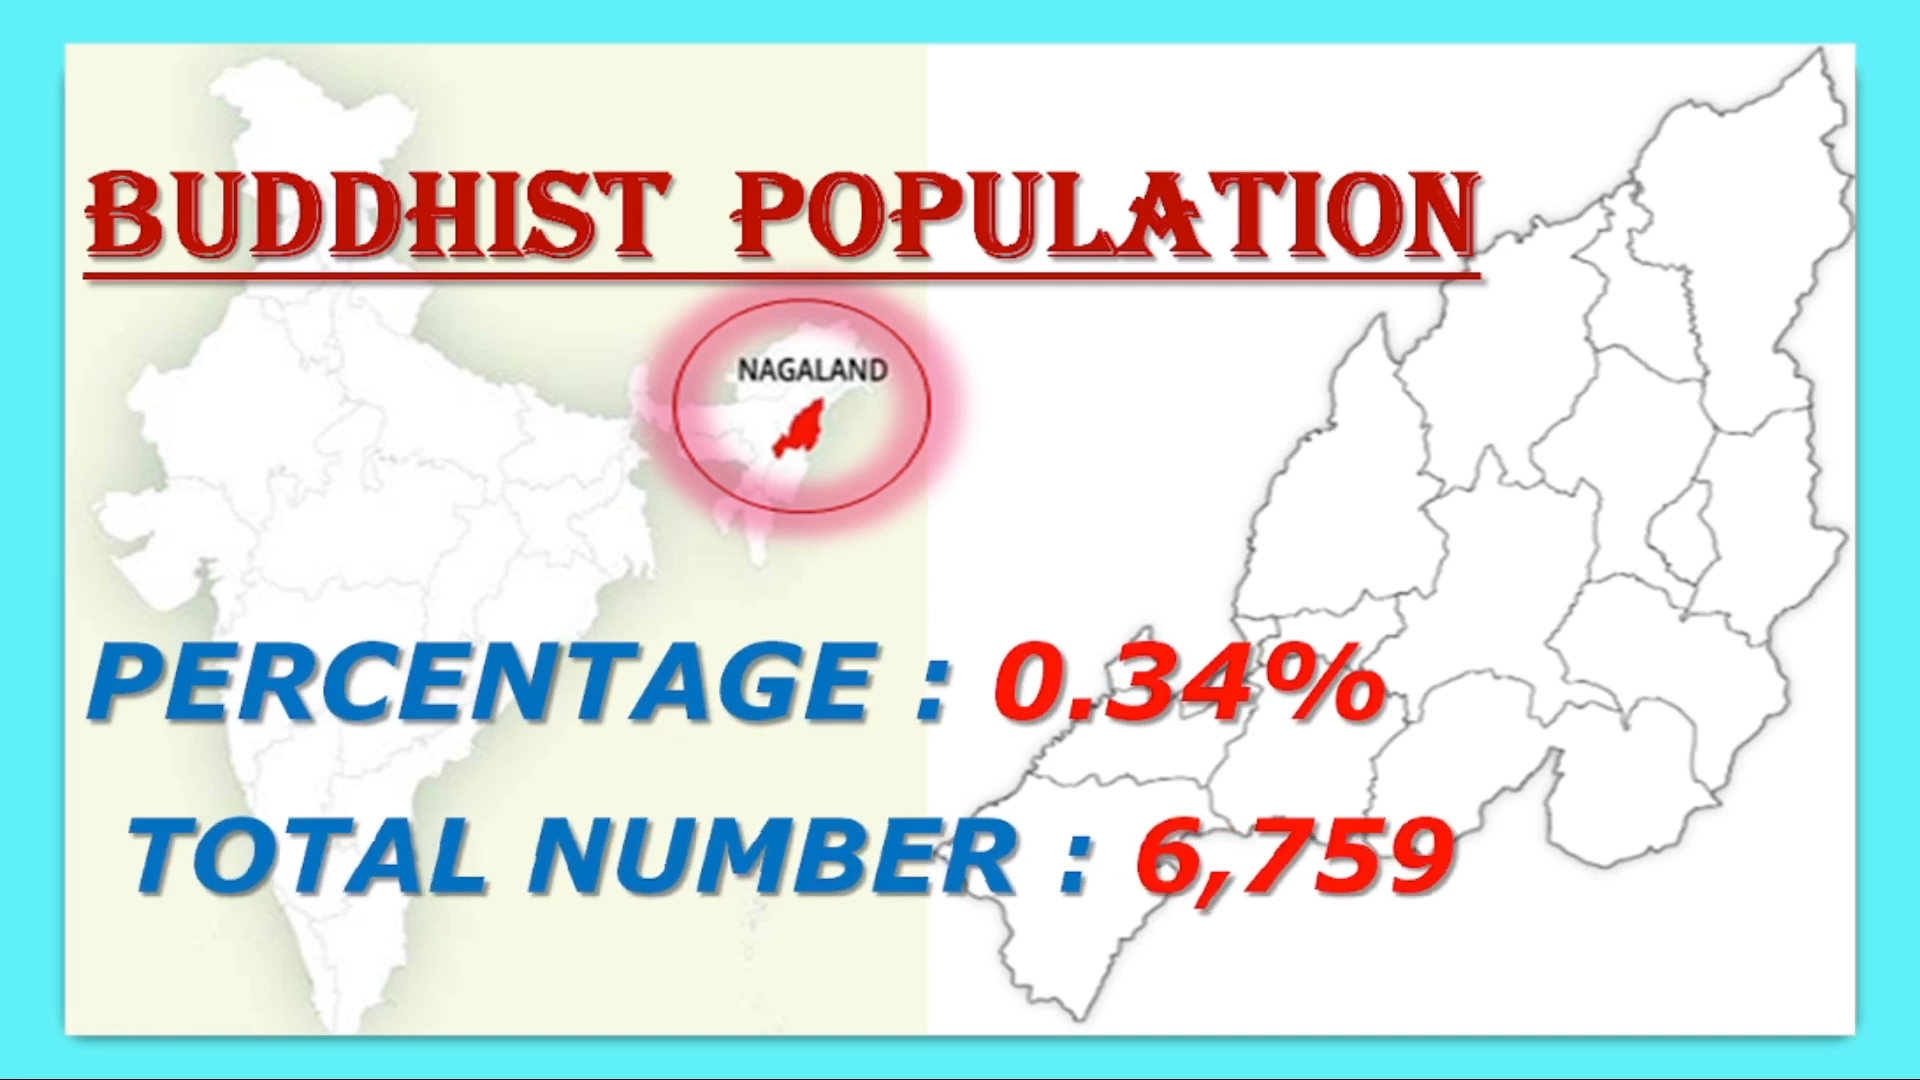 BUDDHIST POPULATION
NAGALAND
PERCENTAGE : 0.34%
TOTAL NUMBER : 6,759